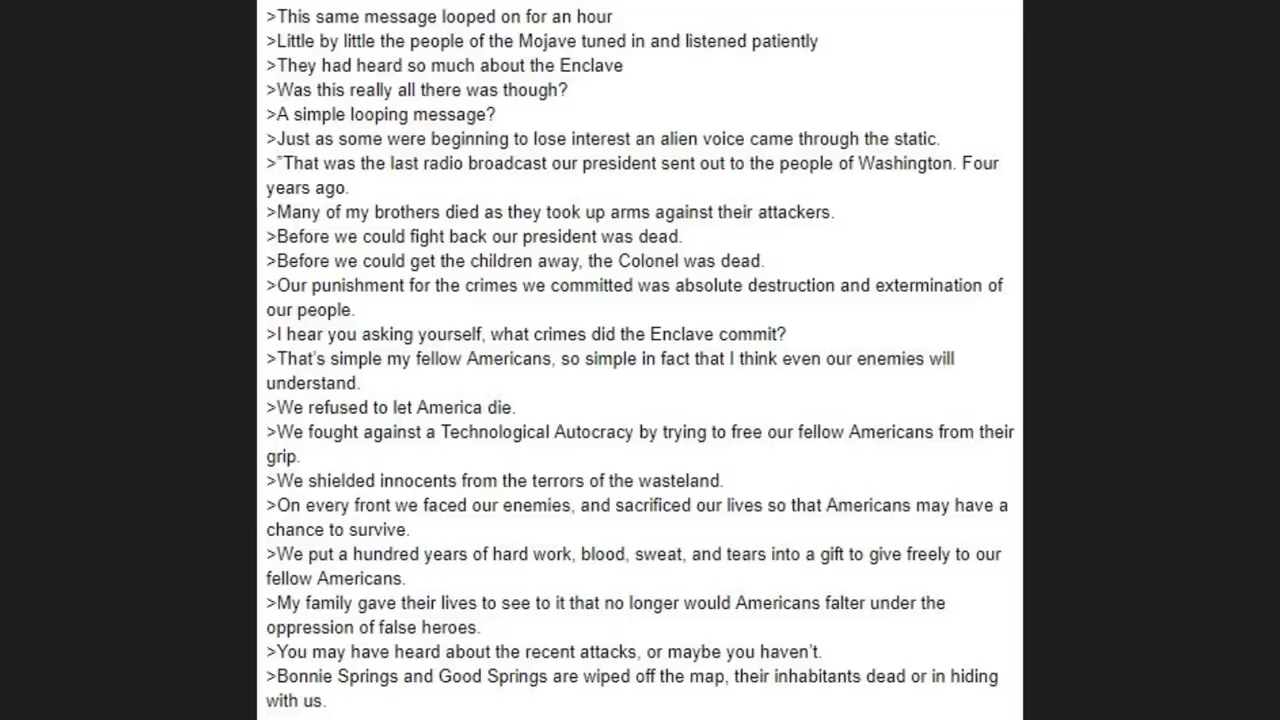 >This same message looped on for an hour
>Little by little the people of the Mojave tuned in and listened patiently
>They had heard so much about the Enclave
>Was this really all there was though?
>A simple looping message?
>Just as some were beginning to lose interest an alien voice came through the static.
>"That was the last radio broadcast our president sent out to the people of Washington. Four
years ago.
>Many of my brothers died as they took up arms against their attackers.
>Before we could fight back our president was dead.
>Before we could get the children away, the Colonel was dead.
>Our punishment for the crimes we committed was absolute destruction and extermination of
our people.
>I hear you asking yourself, what crimes did the Enclave commit?
>That's simple my fellow Americans, so simple in fact that I think even our enemies will
understand.
>We refused to let America die.
>We fought against a Technological Autocracy by trying to free our fellow Americans from their
grip.
>We shielded innocents from the terrors of the wasteland.
>On every front we faced our enemies, and sacrificed our lives so that Americans may have a
chance to survive.
>We put a hundred years of hard work, blood, sweat, and tears into a gift to give freely to our
fellow Americans.
>My family gave their lives to see to it that no longer would Americans falter under the
oppression of false heroes.
>You may have heard about the recent attacks, or maybe you haven't.
>Bonnie Springs and Good Springs are wiped off the map, their inhabitants dead or in hiding
with us.